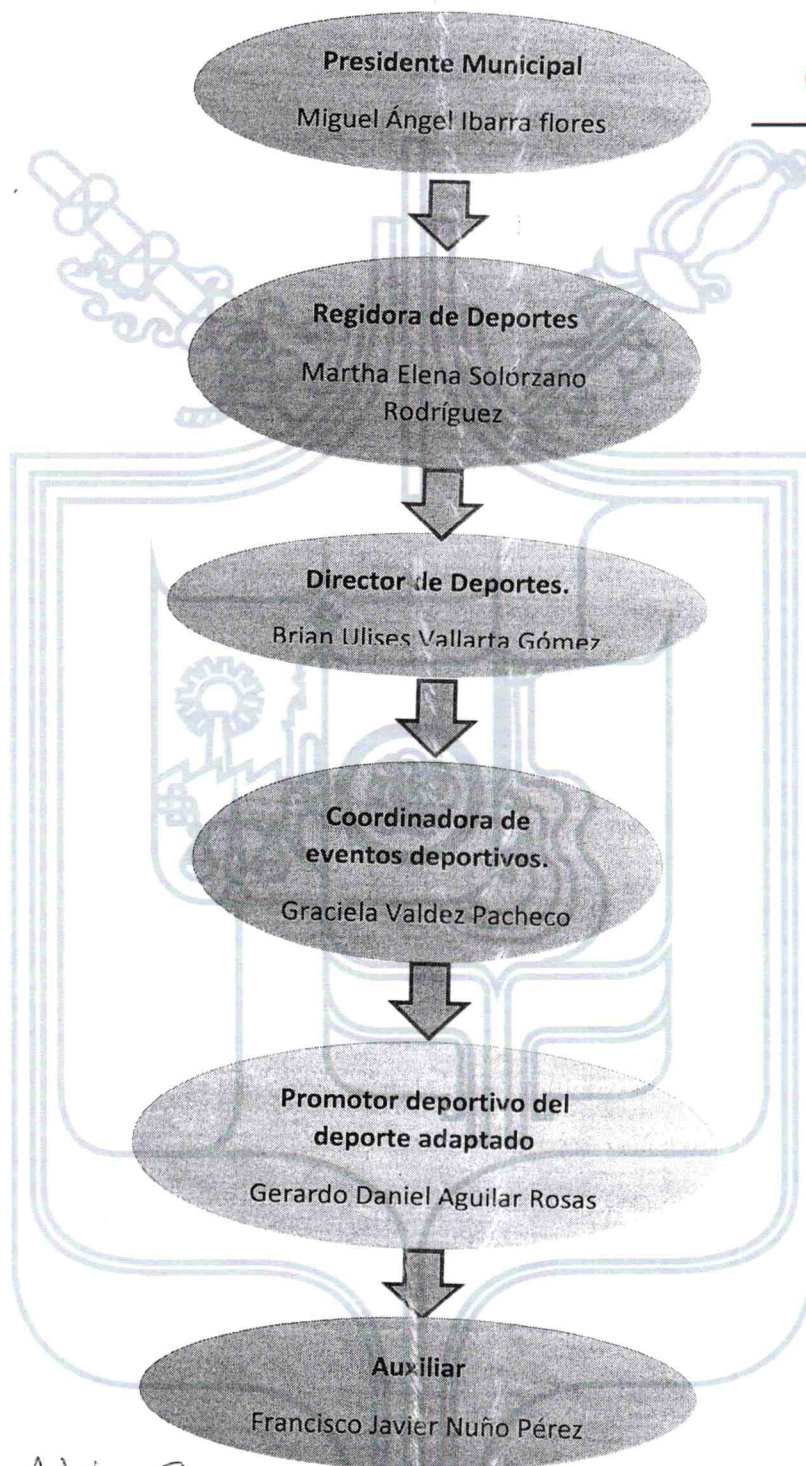 Presidente Municipal
Miguel Ángel Ibarra flores
Regidora de Deportes
Martha Elena Solorzano
Rodríguez
Director de Deportes.
Brian Ulises Vallarta Gómez
Coordinadora de
eventos deportivos.
Graciela Valdez Pacheco
Promotor deportivo del
deporte adaptado
Gerardo Daniel Aguilar Rosas
Auxiliar
Francisco Javier Nuño Pérez